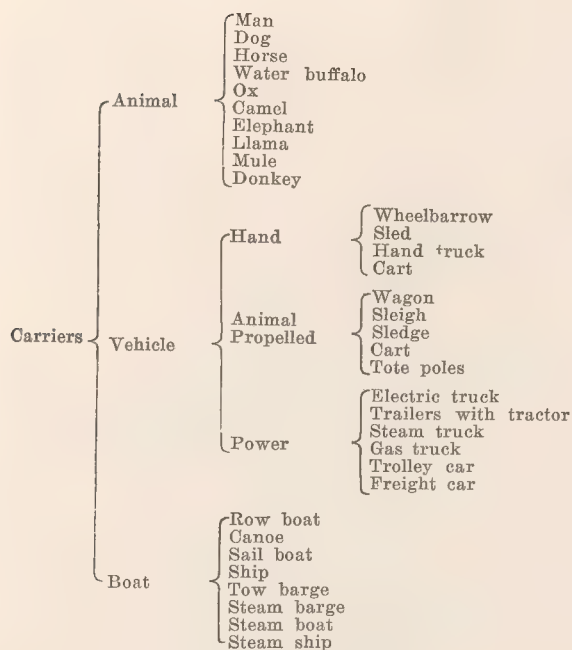 Carriers
Animal
Man
Dog
Horse
Water buffalo
Ox
Camel
Elephant
Llama
Mule
Donkey
Vehicle
Hand
Wheelbarrow
Sled
Hand truck
Cart
Animal
Propelled
Wagon
Sleigh
Sledge
Cart
Tote poles
Power
Electric truck
Trailers with tractor
Steam truck
Gas truck
Trolley car
Freight car
Boat
Row boat
Canoe
Sail boat
Ship
Tow barge
Steam barge
Steam boat
Steam ship